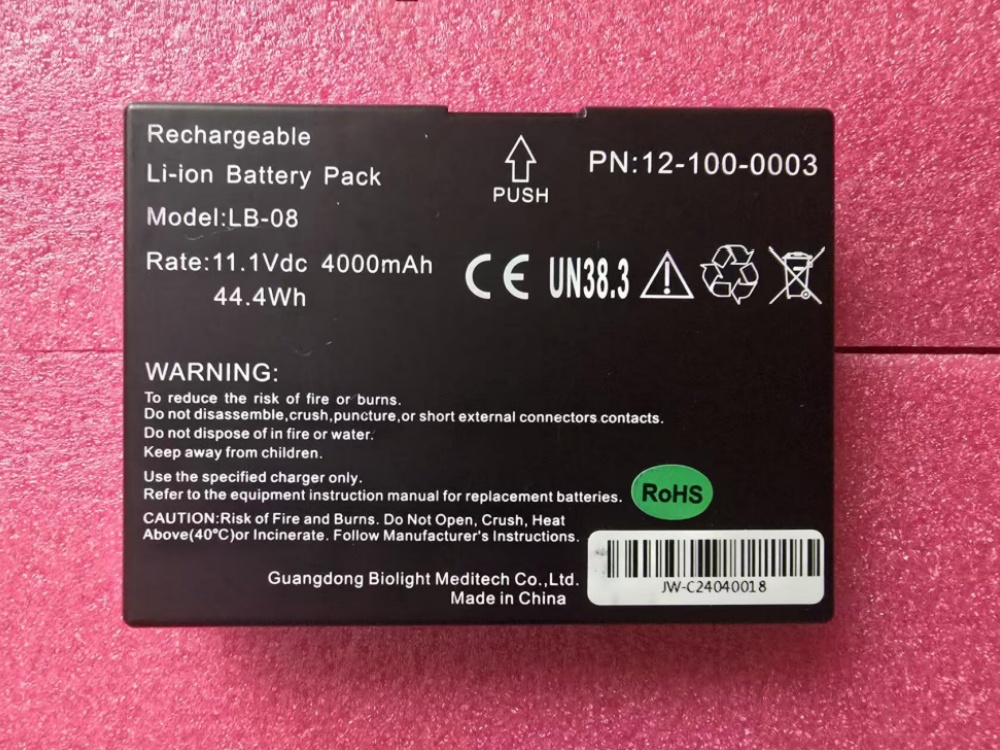 Rechargeable
Li-ion Battery Pack
Model:LB-08
Rate:11.1Vdc 4000mAh
44.4Wh
PUSH
PN:12-100-0003
CE UN38.3
WARNING:
To reduce the risk of fire or burns.
Do not disassemble,crush,puncture,or short external connectors contacts.
Do not dispose of in fire or water.
Keep away from children.
Use the specified charger only.
Refer to the equipment instruction manual for replacement batteries.
RoHS
CAUTION:Risk of Fire and Burns. Do Not Open, Crush, Heat
Above(40°C)or Incinerate. Follow Manufacturer's Instructions.
Guangdong Biolight Meditech Co.,Ltd.
Made in China
JW-C24040018